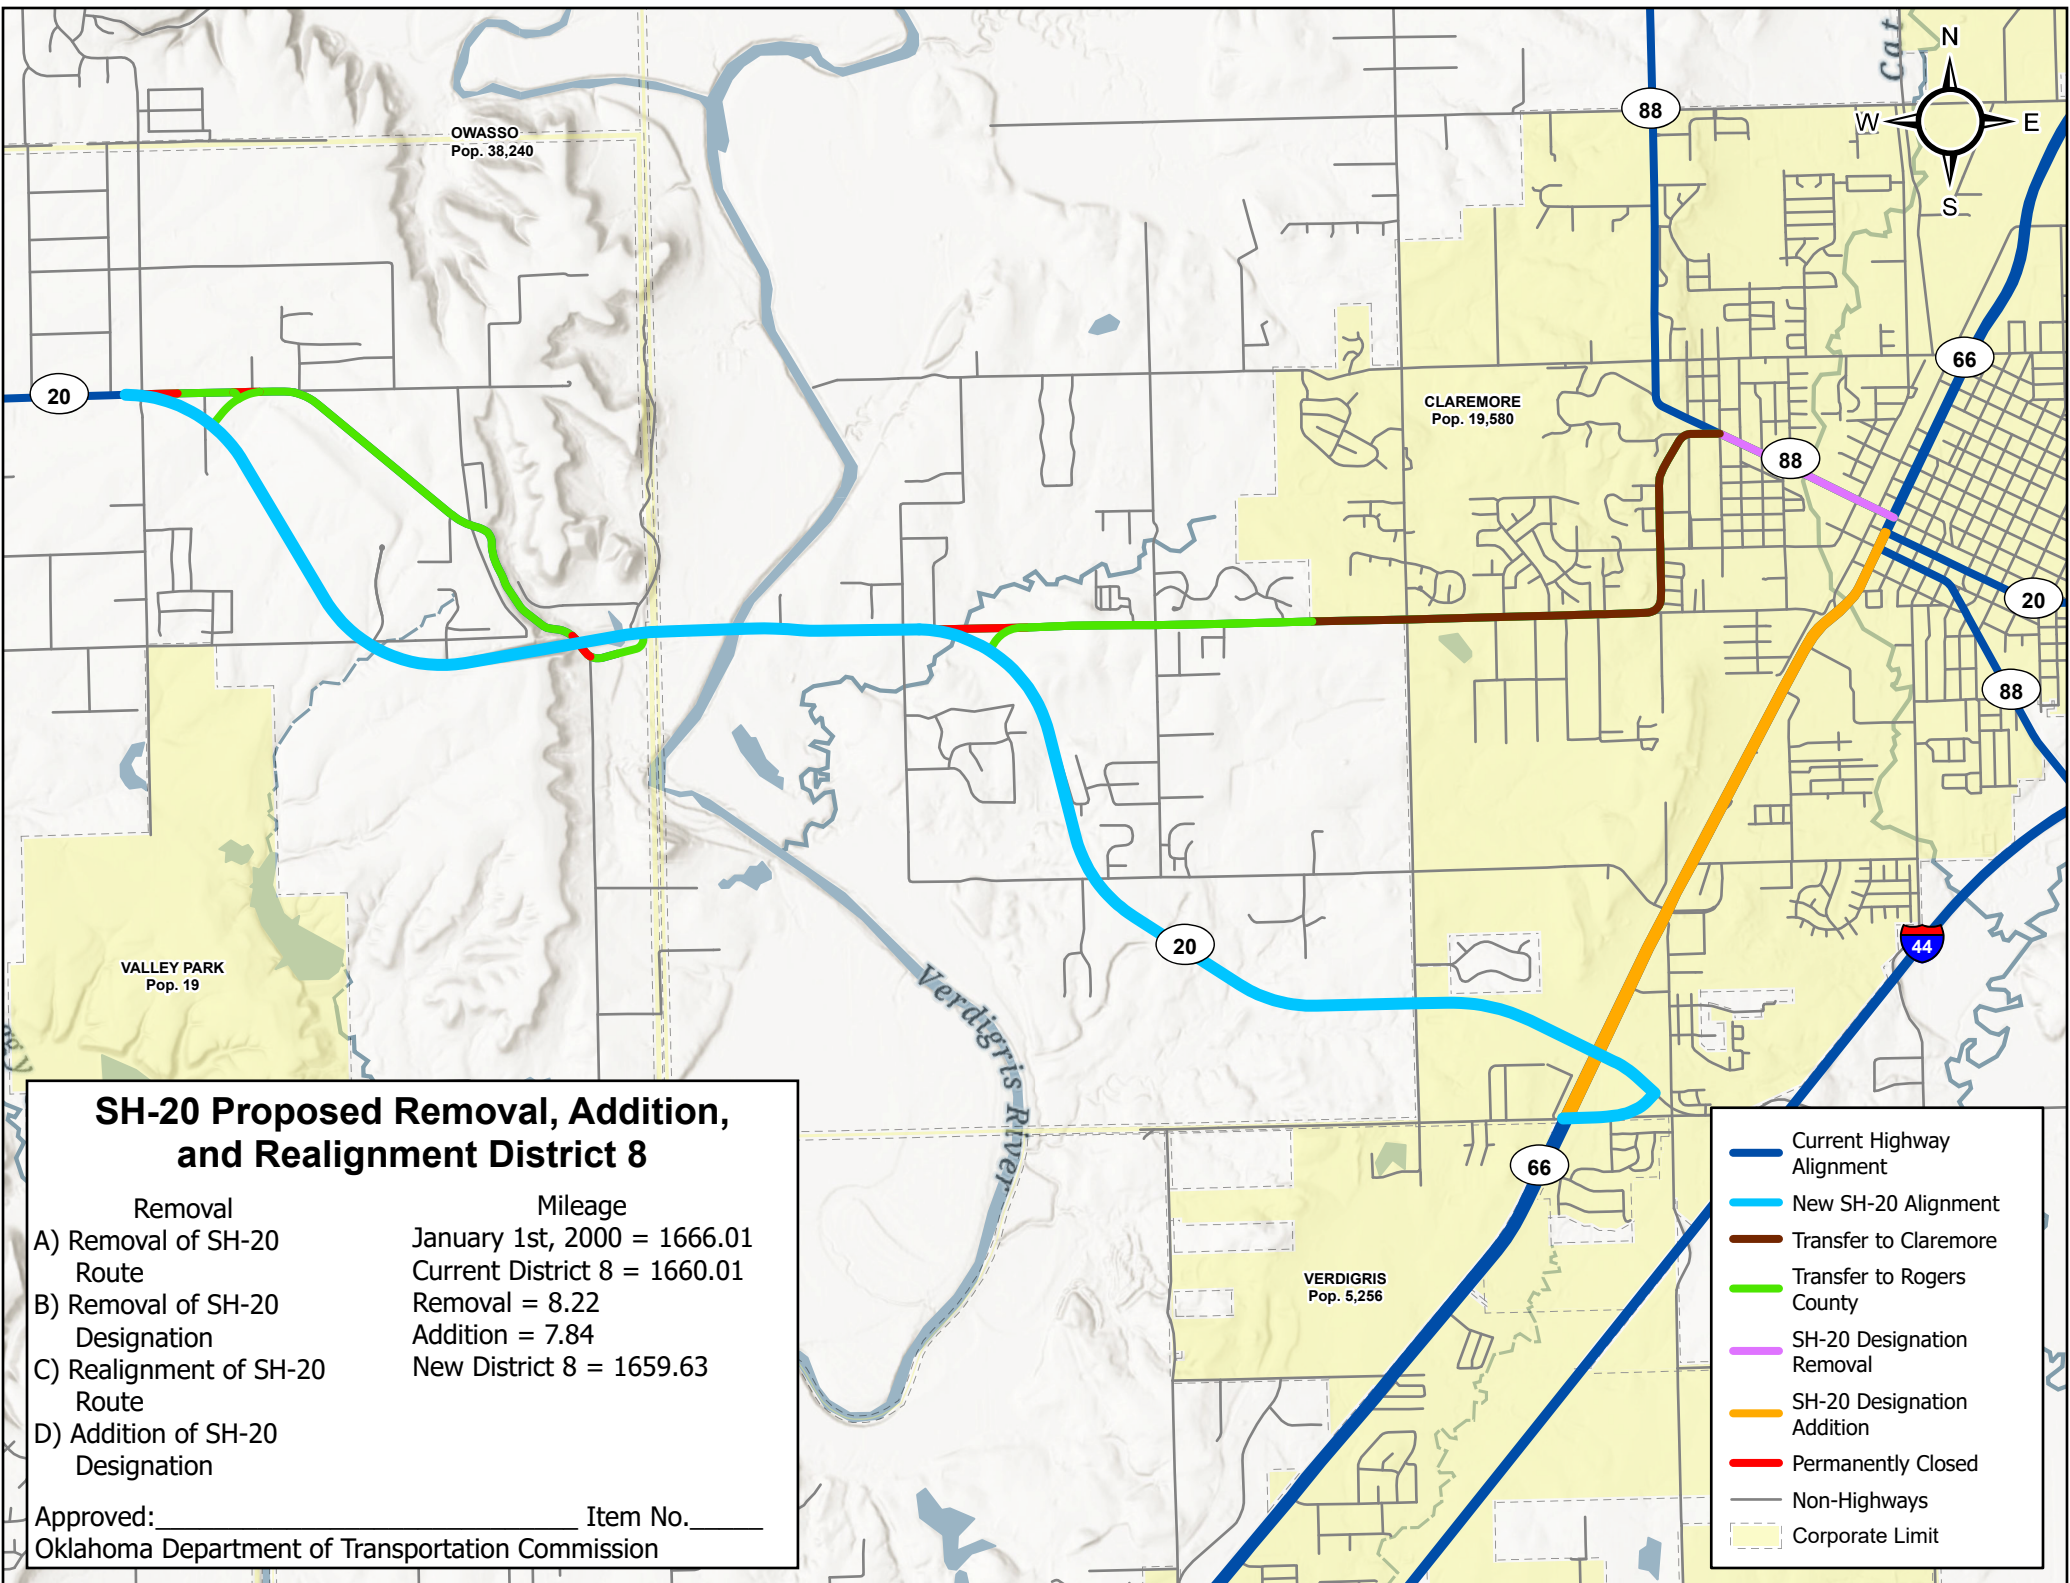 Cat
N
W
E
S
88
OWASSO
Pop. 38,240
66
20
CLAREMORE
Pop. 19,580
88
20
88
20
44
VALLEY PARK
Pop. 19
Verdigris River
66
VERDIGRIS
Pop. 5,256
SH-20 Proposed Removal, Addition,
and Realignment District 8
Removal
A) Removal of SH-20
Route
B) Removal of SH-20
Designation
C) Realignment of SH-20
Route
D) Addition of SH-20
Designation
Mileage
January 1st, 2000 = 1666.01
Current District 8 = 1660.01
Removal = 8.22
Addition = 7.84
New District 8 = 1659.63
Approved:______________________________ Item No._____
Oklahoma Department of Transportation Commission
Current Highway
Alignment
New SH-20 Alignment
Transfer to Claremore
Transfer to Rogers
County
SH-20 Designation
Removal
SH-20 Designation
Addition
Permanently Closed
Non-Highways
Corporate Limit